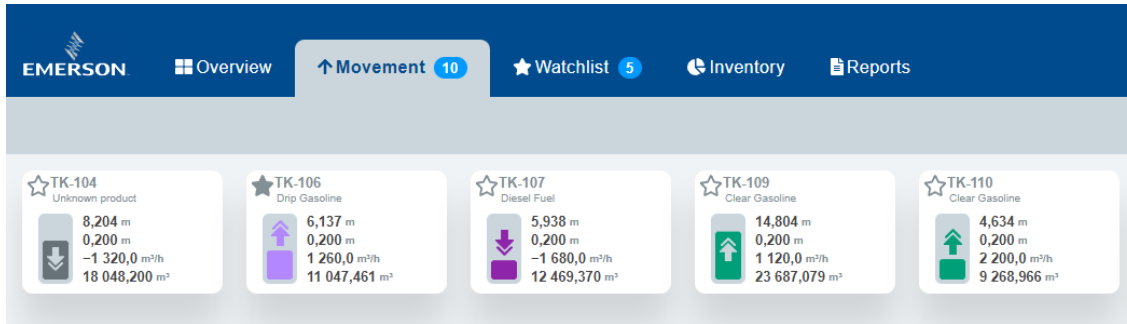 EMERSON.
Overview
Movement 10
Watchlist 5
Inventory
Reports
TK-104
Unknown product
8,204 m
0,200 m
−1 320,0 m³/h
18 048,200 m³
TK-106
Drip Gasoline
6,137 m
0,200 m
1 260,0 m³/h
11 047,461 m³
TK-107
Diesel Fuel
5,938 m
0,200 m
−1 680,0 m³/h
12 469,370 m³
TK-109
Clear Gasoline
14,804 m
0,200 m
1 120,0 m³/h
23 687,079 m³
TK-110
Clear Gasoline
4,634 m
0,200 m
2 200,0 m³/h
9 268,966 m³